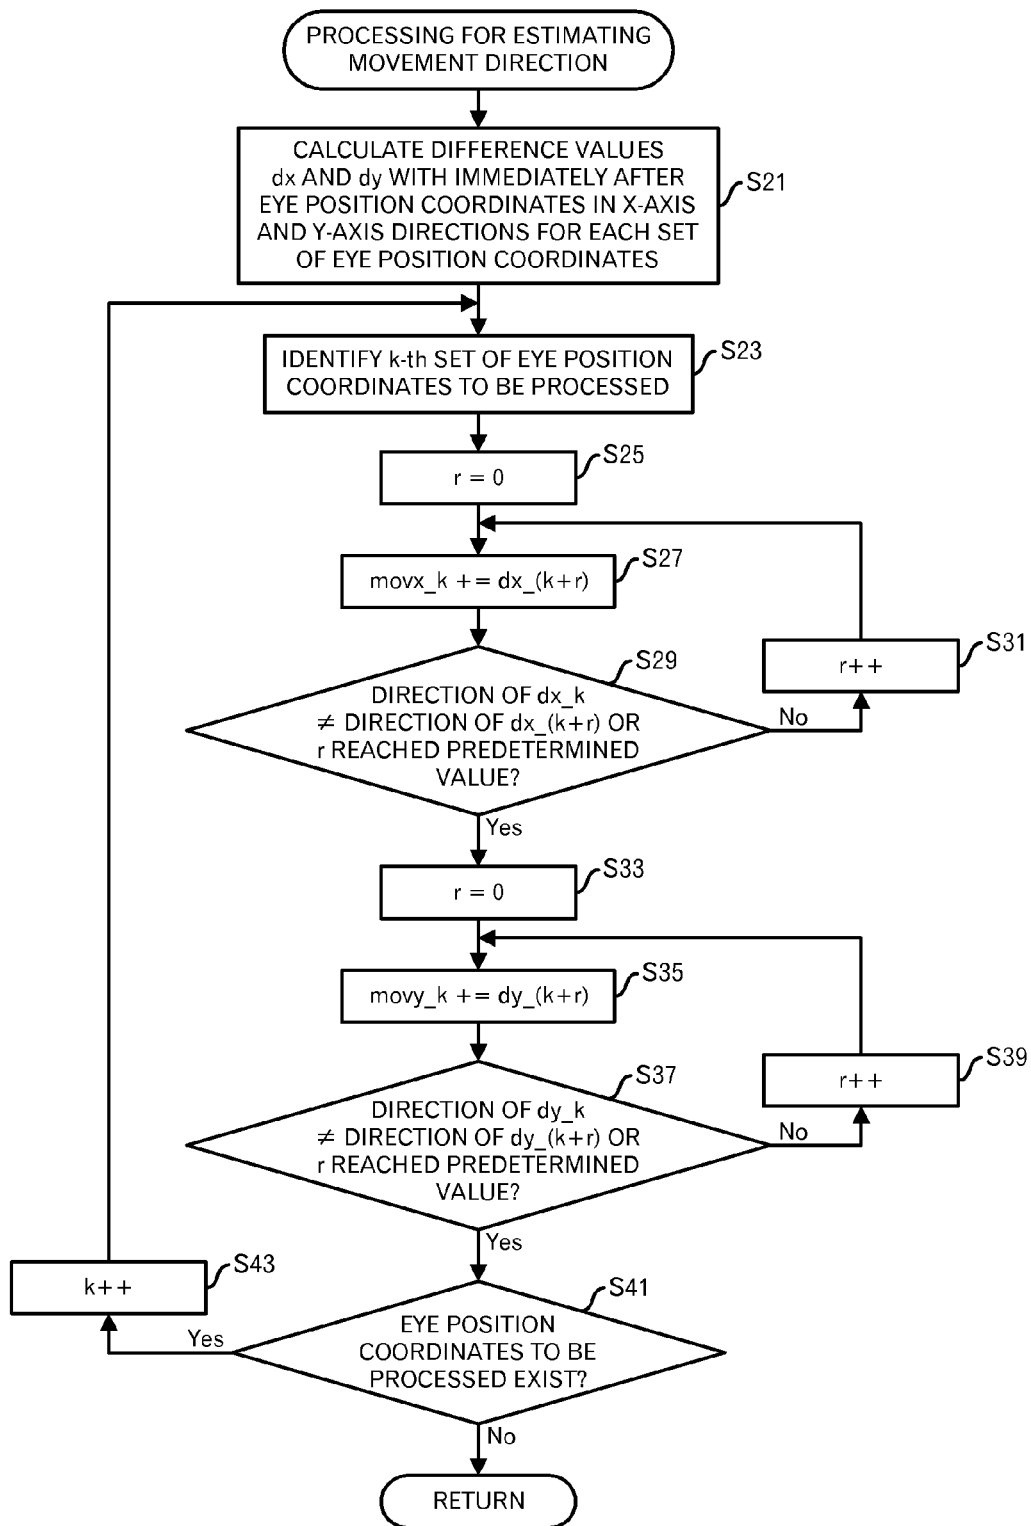 PROCESSING FOR ESTIMATING
MOVEMENT DIRECTION
CALCULATE DIFFERENCE VALUES
dx AND dy WITH IMMEDIATELY AFTER
EYE POSITION COORDINATES IN X-AXIS
AND Y-AXIS DIRECTIONS FOR EACH SET
OF EYE POSITION COORDINATES
S21
IDENTIFY k-th SET OF EYE POSITION
COORDINATES TO BE PROCESSED
S23
r = 0
S25
movx_k += dx_(k+r)
S27
DIRECTION OF dx_k
≠ DIRECTION OF dx_(k+r) OR
r REACHED PREDETERMINED
VALUE?
S29
No
r++
S31
Yes
r = 0
S33
movy_k += dy_(k+r)
S35
DIRECTION OF dy_k
≠ DIRECTION OF dy_(k+r) OR
r REACHED PREDETERMINED
VALUE?
S37
No
r++
S39
Yes
EYE POSITION
COORDINATES TO BE
PROCESSED EXIST?
S41
Yes
k++
S43
No
RETURN